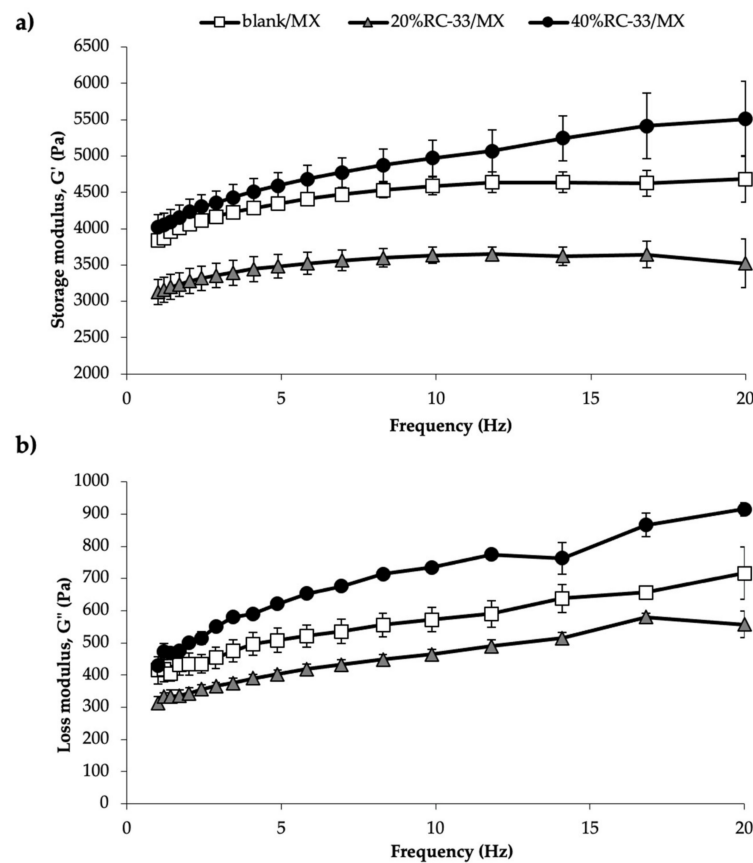 a)
blank/MX 20%RC-33/MX 40%RC-33/MX
6500
6000
5500
5000
4500
4000
3500
3000
2500
2000
Storage modulus, G' (Pa)
0 5 10 15 20
Frequency (Hz)
b)
1000
900
800
700
600
500
400
300
200
100
0
Loss modulus, G" (Pa)
0 5 10 15 20
Frequency (Hz)